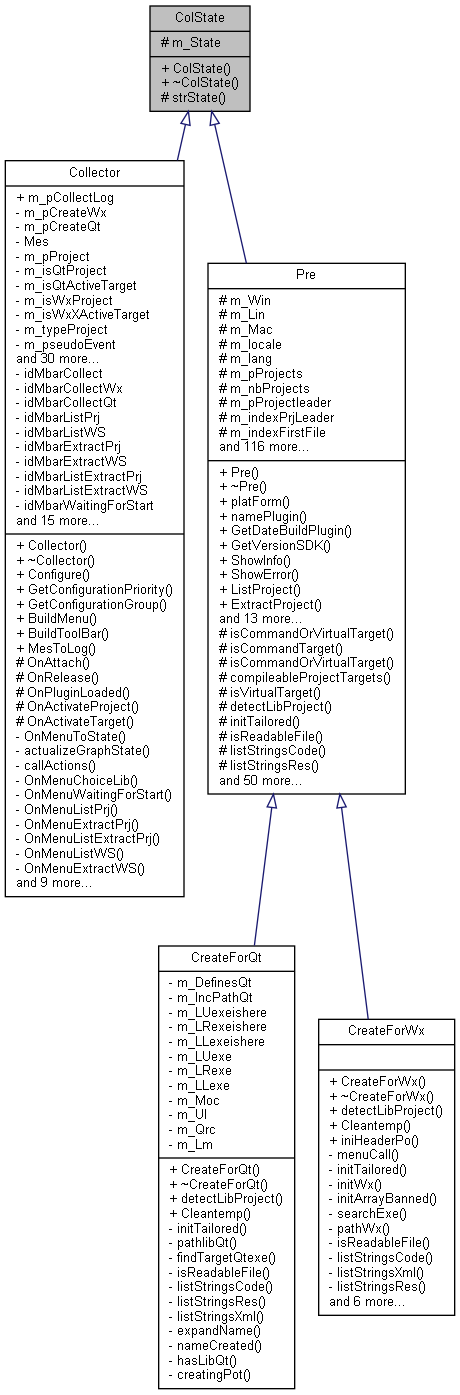 ColState
# m_State
+ ColState()
+ ~ColState()
# strState()
Collector
+ m_pCollectLog
- m_pCreateWx
- m_pCreateQt
- Mes
- m_pProject
- m_isQtProject
- m_isQtActiveTarget
- m_isWxProject
- m_isWxXActiveTarget
- m_typeProject
- m_pseudoEvent
and 30 more...
- idMbarCollect
- idMbarCollectWx
- idMbarCollectQt
- idMbarListPrj
- idMbarListWS
- idMbarExtractPrj
- idMbarExtractWS
- idMbarListExtractPrj
- idMbarListExtractWS
- idMbarWaitingForStart
and 15 more...
+ Collector()
+ ~Collector()
+ Configure()
+ GetConfigurationPriority()
+ GetConfigurationGroup()
+ BuildMenu()
+ BuildToolBar()
+ MesToLog()
# OnAttach()
# OnRelease()
# OnPluginLoaded()
# OnActivateProject()
# OnActivateTarget()
- OnMenuToState()
- actualizeGraphState()
- callActions()
- OnMenuChoiceLib()
- OnMenuWaitingForStart()
- OnMenuListPrj()
- OnMenuExtractPrj()
- OnMenuListExtractPrj()
- OnMenuListWS()
- OnMenuExtractWS()
and 9 more...
Pre
# m_Win
# m_Lin
# m_Mac
# m_locale
# m_lang
# m_pProjects
# m_nbProjects
# m_pProjectleader
# m_indexPrjLeader
# m_indexFirstFile
and 116 more...
+ Pre()
+ ~Pre()
+ platForm()
+ namePlugin()
+ GetDateBuildPlugin()
+ GetVersionSDK()
+ ShowInfo()
+ ShowError()
+ ListProject()
+ ExtractProject()
and 13 more...
# isCommandOrVirtualTarget()
# isCommandTarget()
# isCommandOrVirtualTarget()
# compileableProjectTargets()
# isVirtualTarget()
# detectLibProject()
# initTailored()
# isReadableFile()
# listStringsCode()
# listStringsRes()
and 50 more...
CreateForQt
- m_DefinesQt
- m_IncPathQt
- m_LUexeishere
- m_LRexeishere
- m_LLexeishere
- m_LUexe
- m_LRexe
- m_LLexe
- m_Moc
- m_UI
- m_Qrc
- m_Lm
+ CreateForQt()
+ ~CreateForQt()
+ detectLibProject()
+ Cleantemp()
- initTailored()
- pathlibQt()
- findTargetQtexe()
- isReadableFile()
- listStringsCode()
- listStringsRes()
- listStringsXml()
- expandName()
- nameCreated()
- hasLibQt()
- creatingPot()
CreateForWx
+ CreateForWx()
+ ~CreateForWx()
+ detectLibProject()
+ Cleantemp()
+ iniHeaderPo()
- menuCall()
- initTailored()
- initWx()
- initArrayBanned()
- searchExe()
- pathWx()
- isReadableFile()
- listStringsCode()
- listStringsXml()
- listStringsRes()
and 6 more...